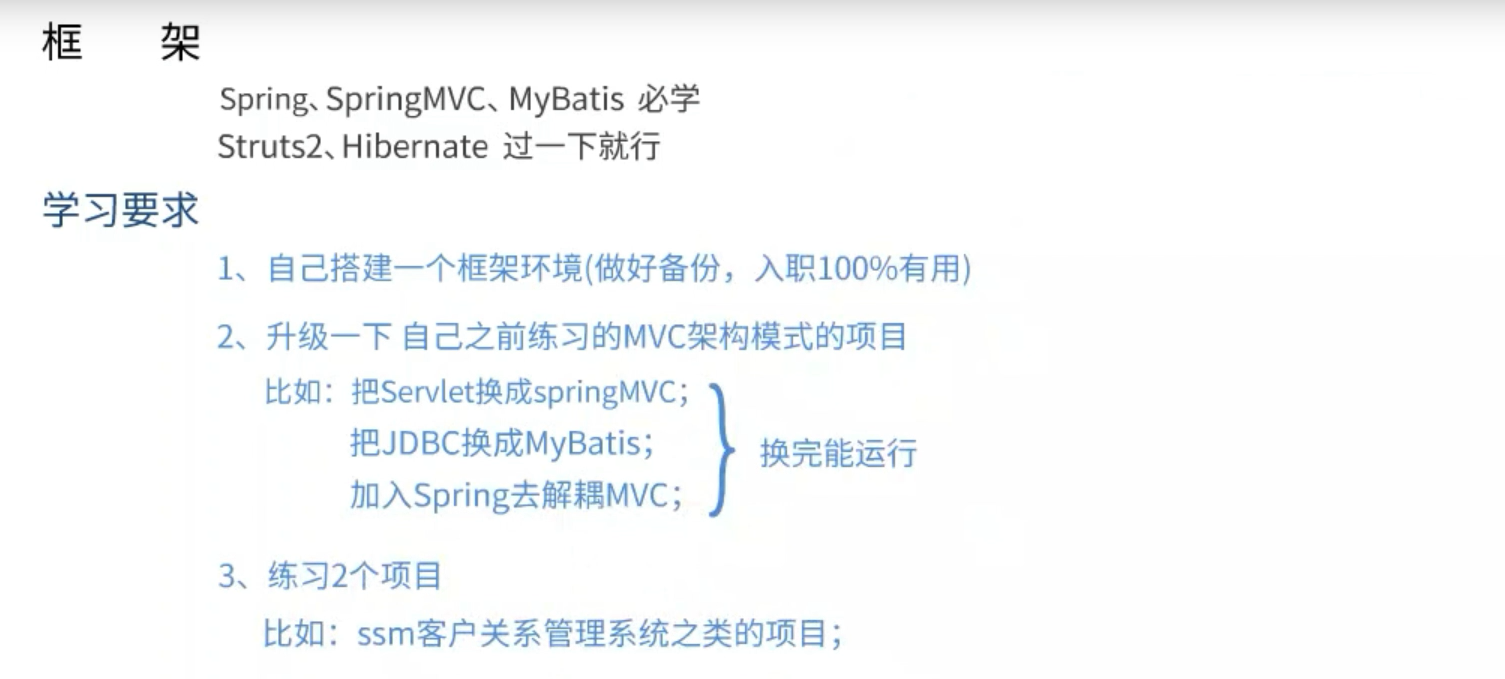 框 架
Spring、SpringMVC、MyBatis 必学
Struts2、Hibernate 过一下就行
学习要求
1、自己搭建一个框架环境(做好备份，入职100%有用)
2、升级一下 自己之前练习的MVC架构模式的项目
比如：把Servlet换成springMVC；
把JDBC换成MyBatis；
换完能运行
加入Spring去解耦MVC；
3、练习2个项目
比如：ssm客户关系管理系统之类的项目；